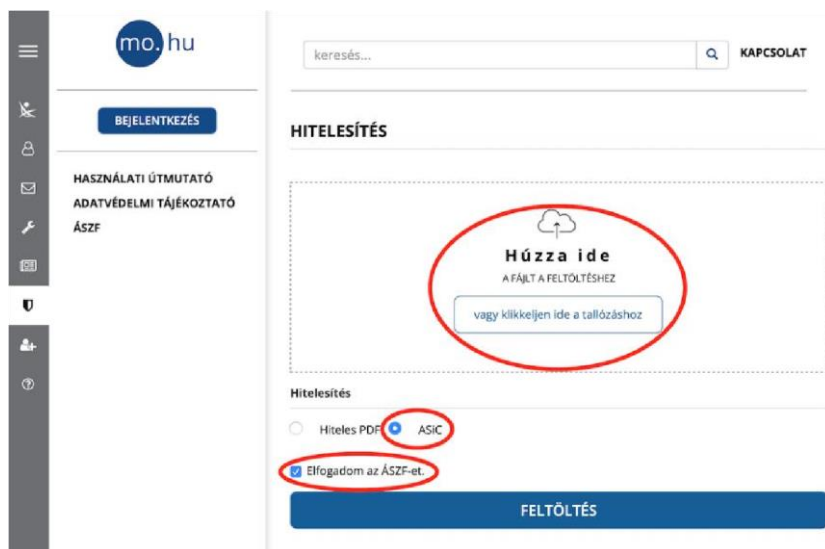 mo.hu
BEJELENTKEZÉS
HASZNÁLATI ÚTMUTATÓ
ADATVÉDELMI TÁJÉKOZTATÓ
ÁSZF
keresés...
KAPCSOLAT
HITELESÍTÉS
Húzza ide
A FÁJLT A FELTÖLTÉSHEZ
vagy klikkeljen ide a tallózáshoz
Hitelesítés
Hiteles PDF ASiC
Elfogadom az ÁSZF-et.
FELTÖLTÉS